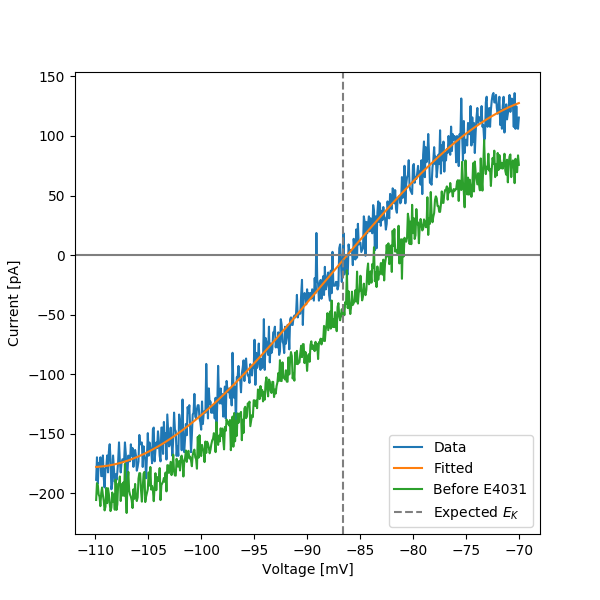 150
100
50
0
−50
−100
−150
−200
Current [pA]
Data
Fitted
Before E4031
Expected E_K
−110 −105 −100 −95 −90 −85 −80 −75 −70
Voltage [mV]